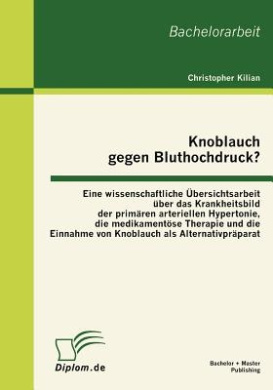 Bachelorarbeit
Christopher Kilian
Knoblauch
gegen Bluthochdruck?
Eine wissenschaftliche Übersichtsarbeit
über das Krankheitsbild
der primären arteriellen Hypertonie,
die medikamentöse Therapie und die
Einnahme von Knoblauch als Alternativpräparat
Diplom.de
Bachelor + Master
Publishing